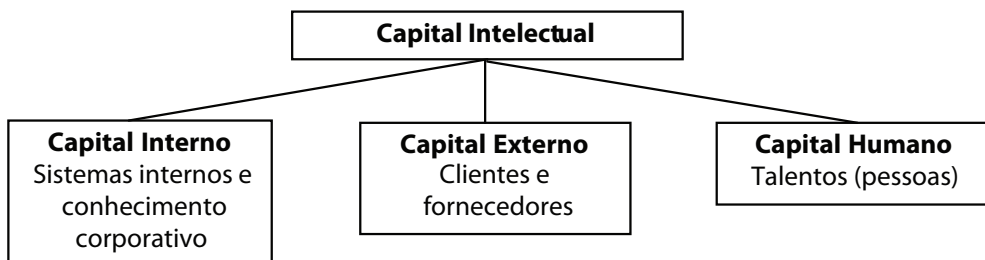 Capital Intelectual
Capital Interno
Sistemas internos e
conhecimento
corporativo
Capital Externo
Clientes e
fornecedores
Capital Humano
Talentos (pessoas)